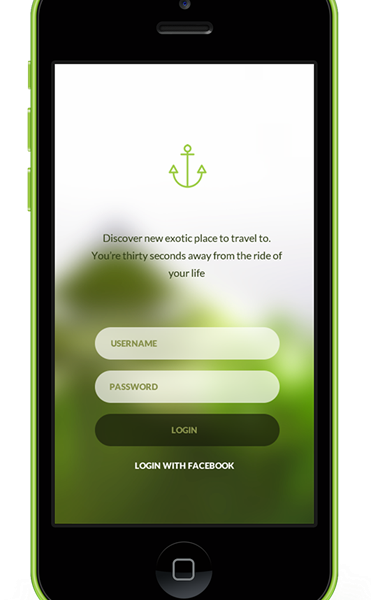 Discover new exotic place to travel to.
You're thirty seconds away from the ride of
your life
USERNAME
PASSWORD
LOGIN
LOGIN WITH FACEBOOK